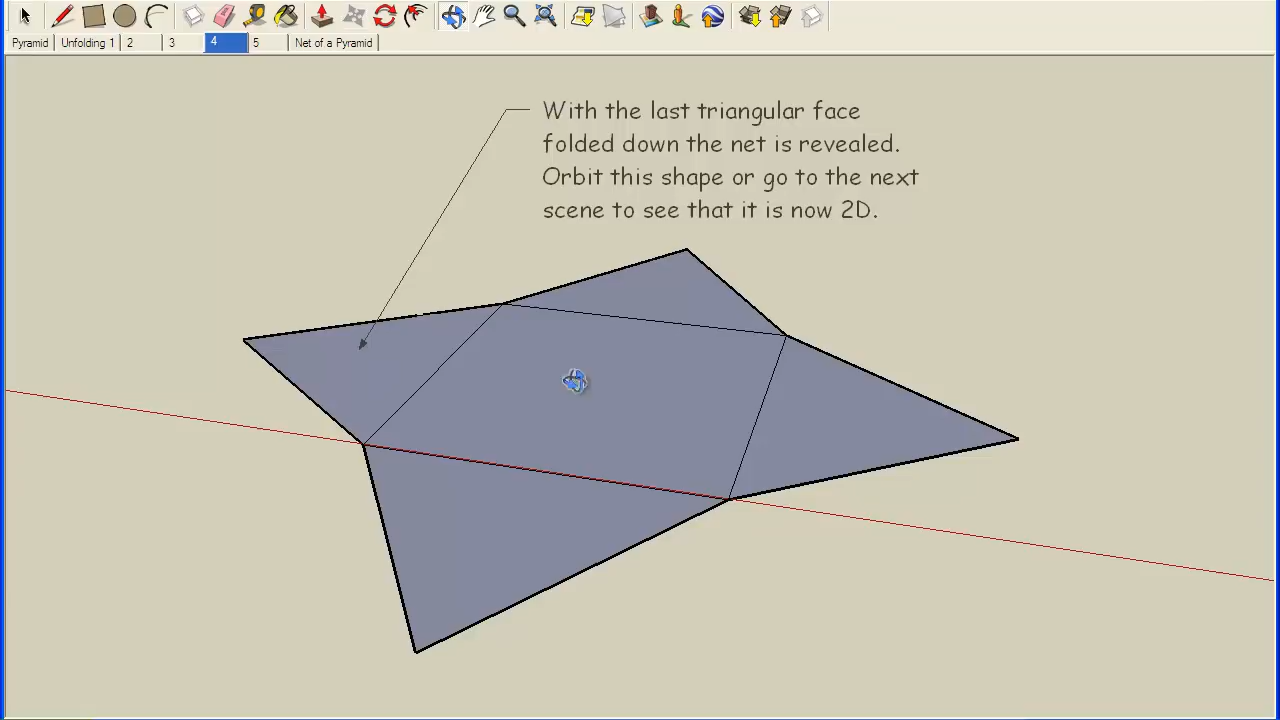 Pyramid Unfolding 1 2 3 4 5 Net of a Pyramid
With the last triangular face
folded down the net is revealed.
Orbit this shape or go to the next
scene to see that it is now 2D.